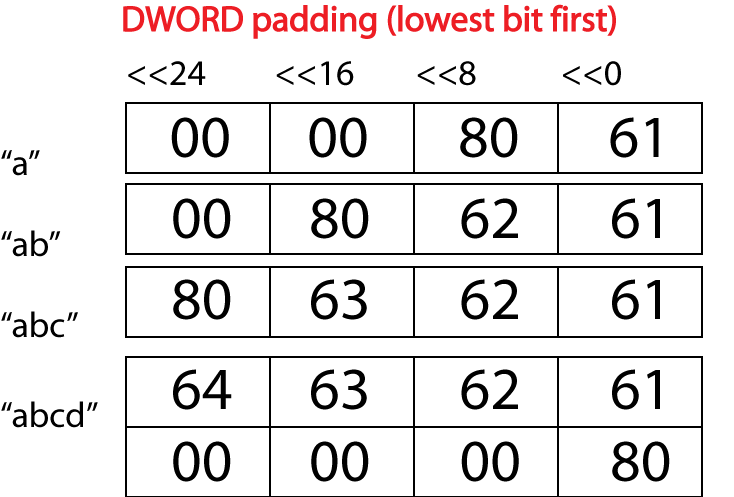 DWORD padding (lowest bit first)
<<24 <<16 <<8 <<0
“a” 00 00 80 61
“ab” 00 80 62 61
“abc” 80 63 62 61
“abcd” 64 63 62 61
00 00 00 80